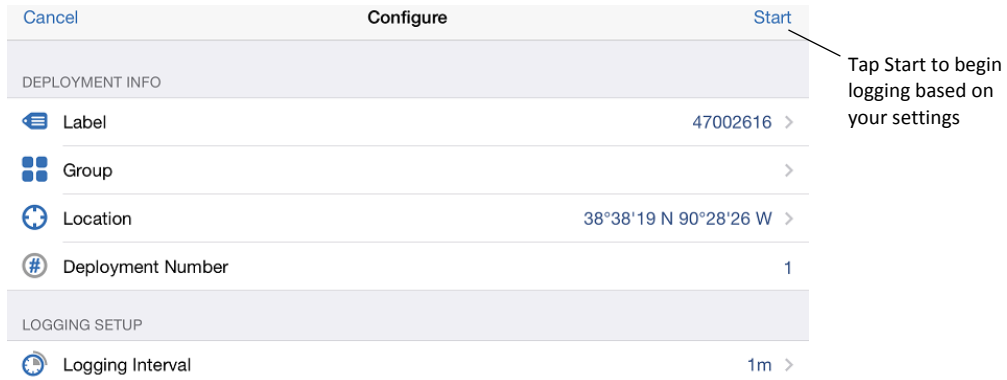 Cancel Configure Start
Tap Start to begin
logging based on
your settings
DEPLOYMENT INFO
Label 47002616
Group
Location 38°38'19 N 90°28'26 W
# Deployment Number 1
LOGGING SETUP
Logging Interval 1m